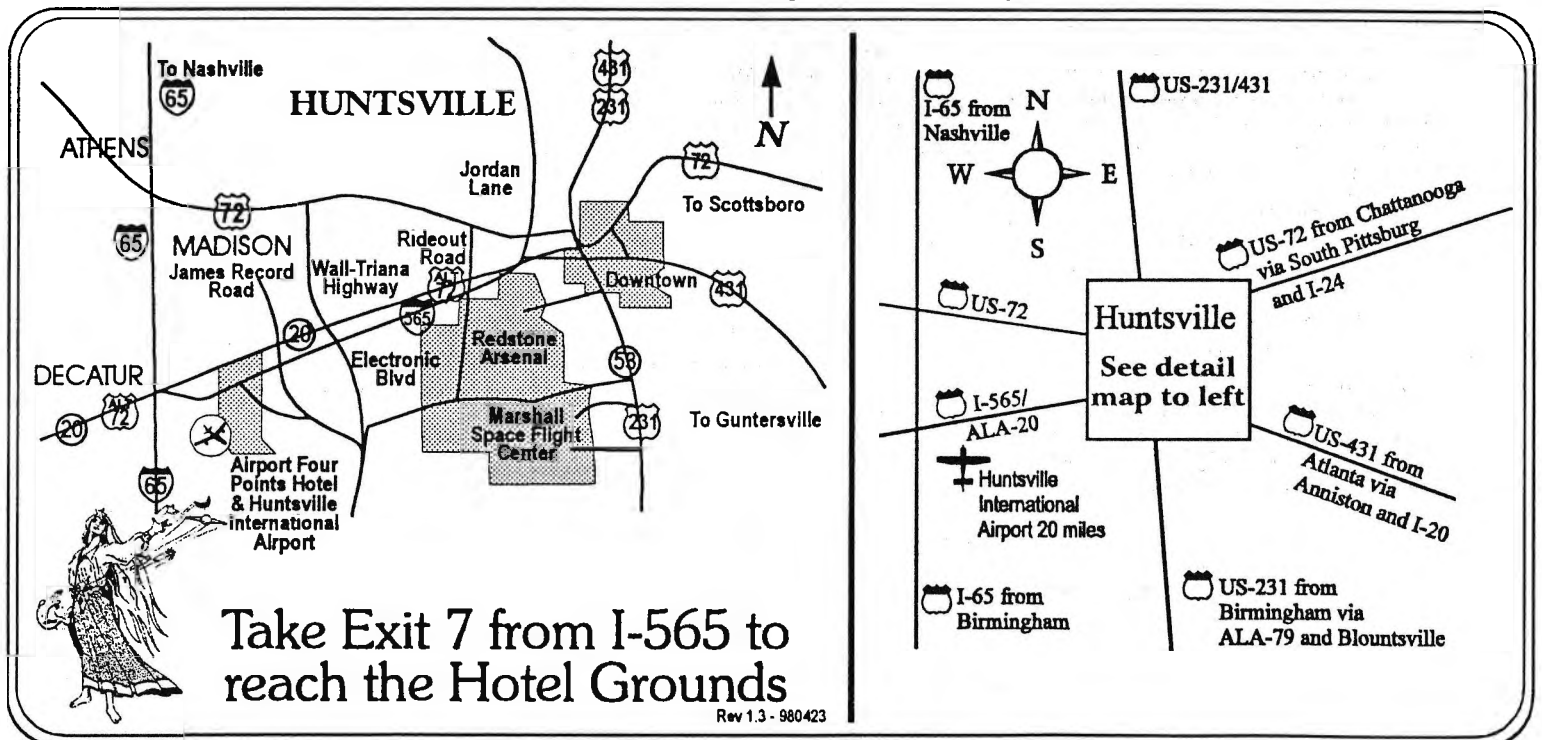 To Nashville
65
HUNTSVILLE
431
231
N
ATHENS
Jordan
Lane
72
To Scottsboro
72
65
MADISON
James Record
Road
Wall-Triana
Highway
Rideout
Road
ALT
72
Downtown
431
565
20
Redstone
Arsenal
Electronic
Blvd
53
DECATUR
ALT
72
20
Marshall
Space Flight
Center
231
To Guntersville
65
Airport Four
Points Hotel
& Huntsville
international
Airport
Take Exit 7 from I-565 to
reach the Hotel Grounds
Rev 1.3 - 980423
I-65 from
Nashville
N
W
E
S
US-231/431
US-72 from Chattanooga
via South Pittsburg
and I-24
US-72
Huntsville
See detail
map to left
I-565/
ALA-20
Huntsville
International
Airport 20 miles
US-431 from
Atlanta via
Anniston and I-20
I-65 from
Birmingham
US-231 from
Birmingham via
ALA-79 and Blountsville